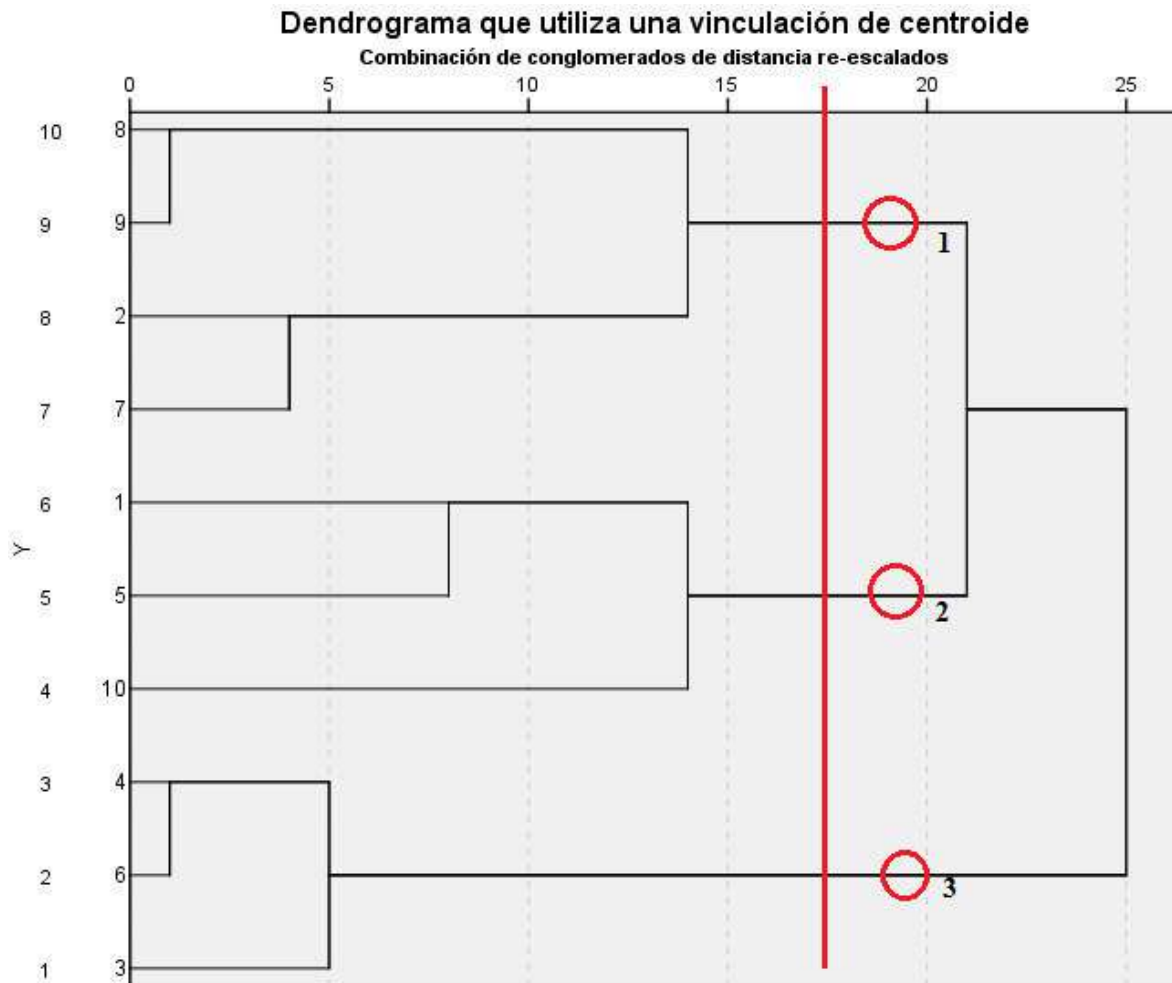 Dendrograma que utiliza una vinculación de centroide
Combinación de conglomerados de distancia re-escalados
0 5 10 15 20 25
10 8
9 9 1
8 2
7 7
6 1
Y
5 5 2
4 10
3 4
2 6 3
1 3